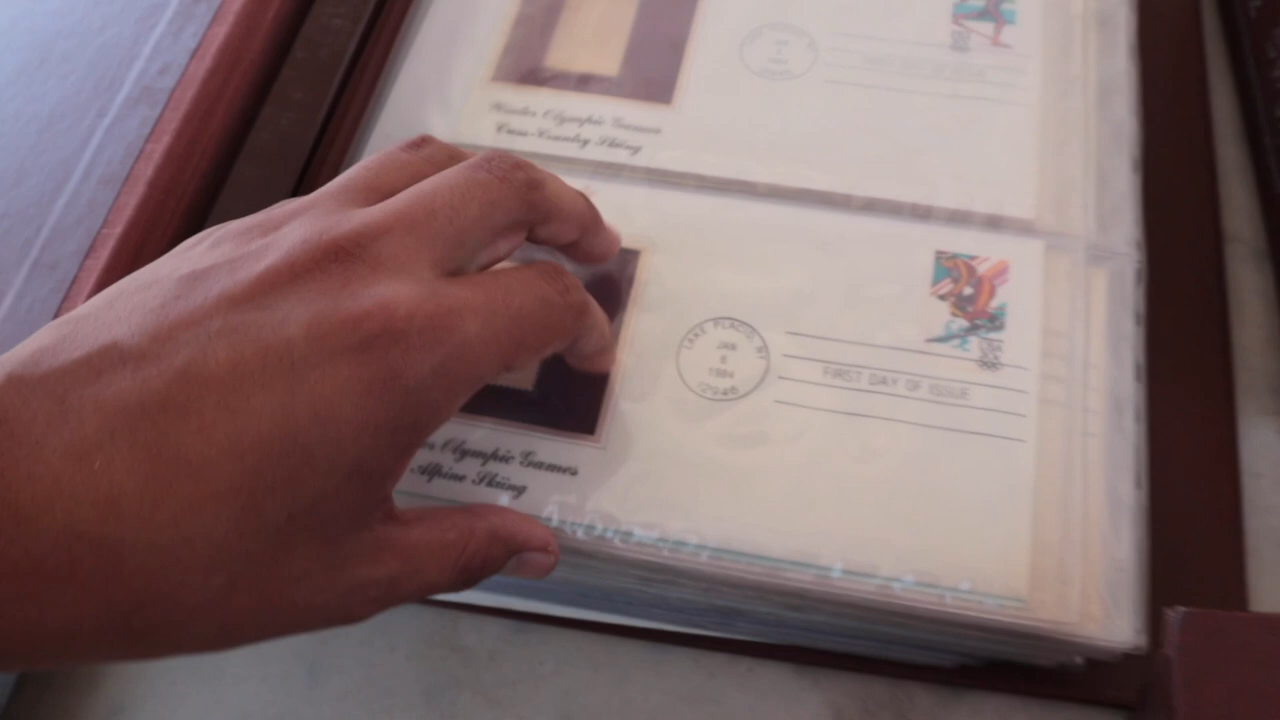 Winter Olympic Games
Cross-Country Skiing
LAKE PLACID, NY
JAN
6
1984
12946
FIRST DAY OF ISSUE
USA
Olympic Games
Alpine Skiing